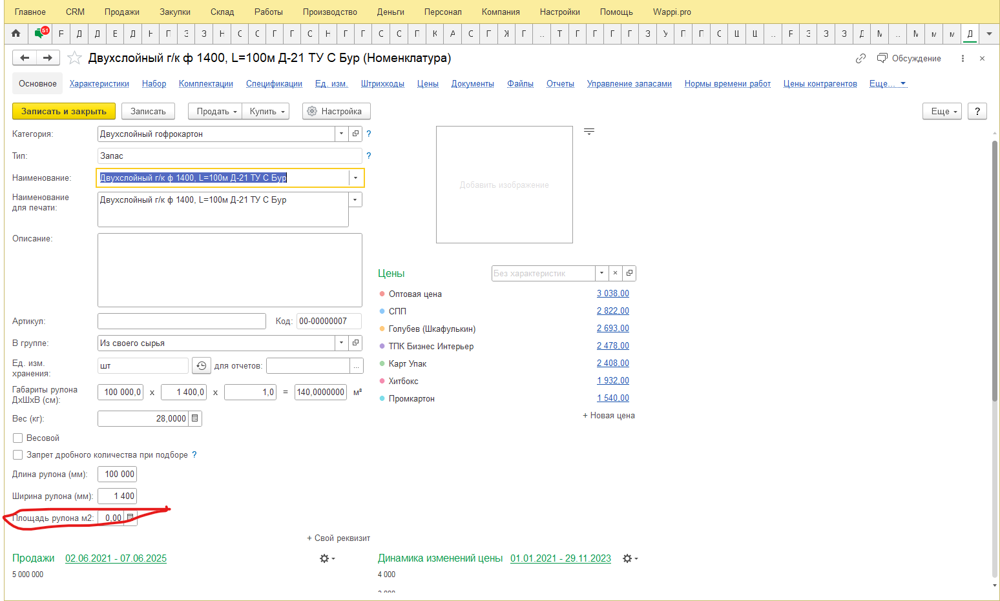 Главное CRM Продажи Закупки Склад Работы Производство Деньги Персонал Компания Настройки Помощь Wappi.pro
51 F Д Д Е Д Н П З З Н С С Г Г С Н Г Г С С П К А С Г Ж Г .. Т Г Г Г Г З У П П С Ш Ш .. F З З З Д М .. М м м Д
Двухслойный г/к ф 1400, L=100м Д-21 ТУ С Бур (Номенклатура) Обсуждение
Основное Характеристики Набор Комплектации Спецификации Ед. изм. Штрихкоды Цены Документы Файлы Отчеты Управление запасами Нормы времени работ Цены контрагентов Еще...
Записать и закрыть Записать Продать Купить Настройка Еще ?
Категория: Двухслойный гофрокартон ?
Тип: Запас ?
Наименование: Двухслойный г/к ф 1400, L=100м Д-21 ТУ С Бур
Наименование
для печати: Двухслойный г/к ф 1400, L=100м Д-21 ТУ С Бур
Добавить изображение
Описание:
Цены Без характеристик
Оптовая цена 3 038,00
СПП 2 822,00
Голубев (Шкафулькин) 2 693,00
ТПК Бизнес Интерьер 2 478,00
Карт Упак 2 408,00
Хитбокс 1 932,00
Промкартон 1 540,00
+ Новая цена
Артикул: Код: 00-00000007
В группе: Из своего сырья
Ед. изм.
хранения: шт для отчетов: ...
Габариты рулона
ДхШхВ (см): 100 000,0 x 1 400,0 x 1,0 = 140,0000000 м³
Вес (кг): 28,0000
Весовой
Запрет дробного количества при подборе ?
Длина рулона (мм): 100 000
Ширина рулона (мм): 1 400
Площадь рулона м2: 0,00
+ Свой реквизит
Продажи 02.06.2021 - 07.06.2025
5 000 000
Динамика изменений цены 01.01.2021 - 29.11.2023
4 000